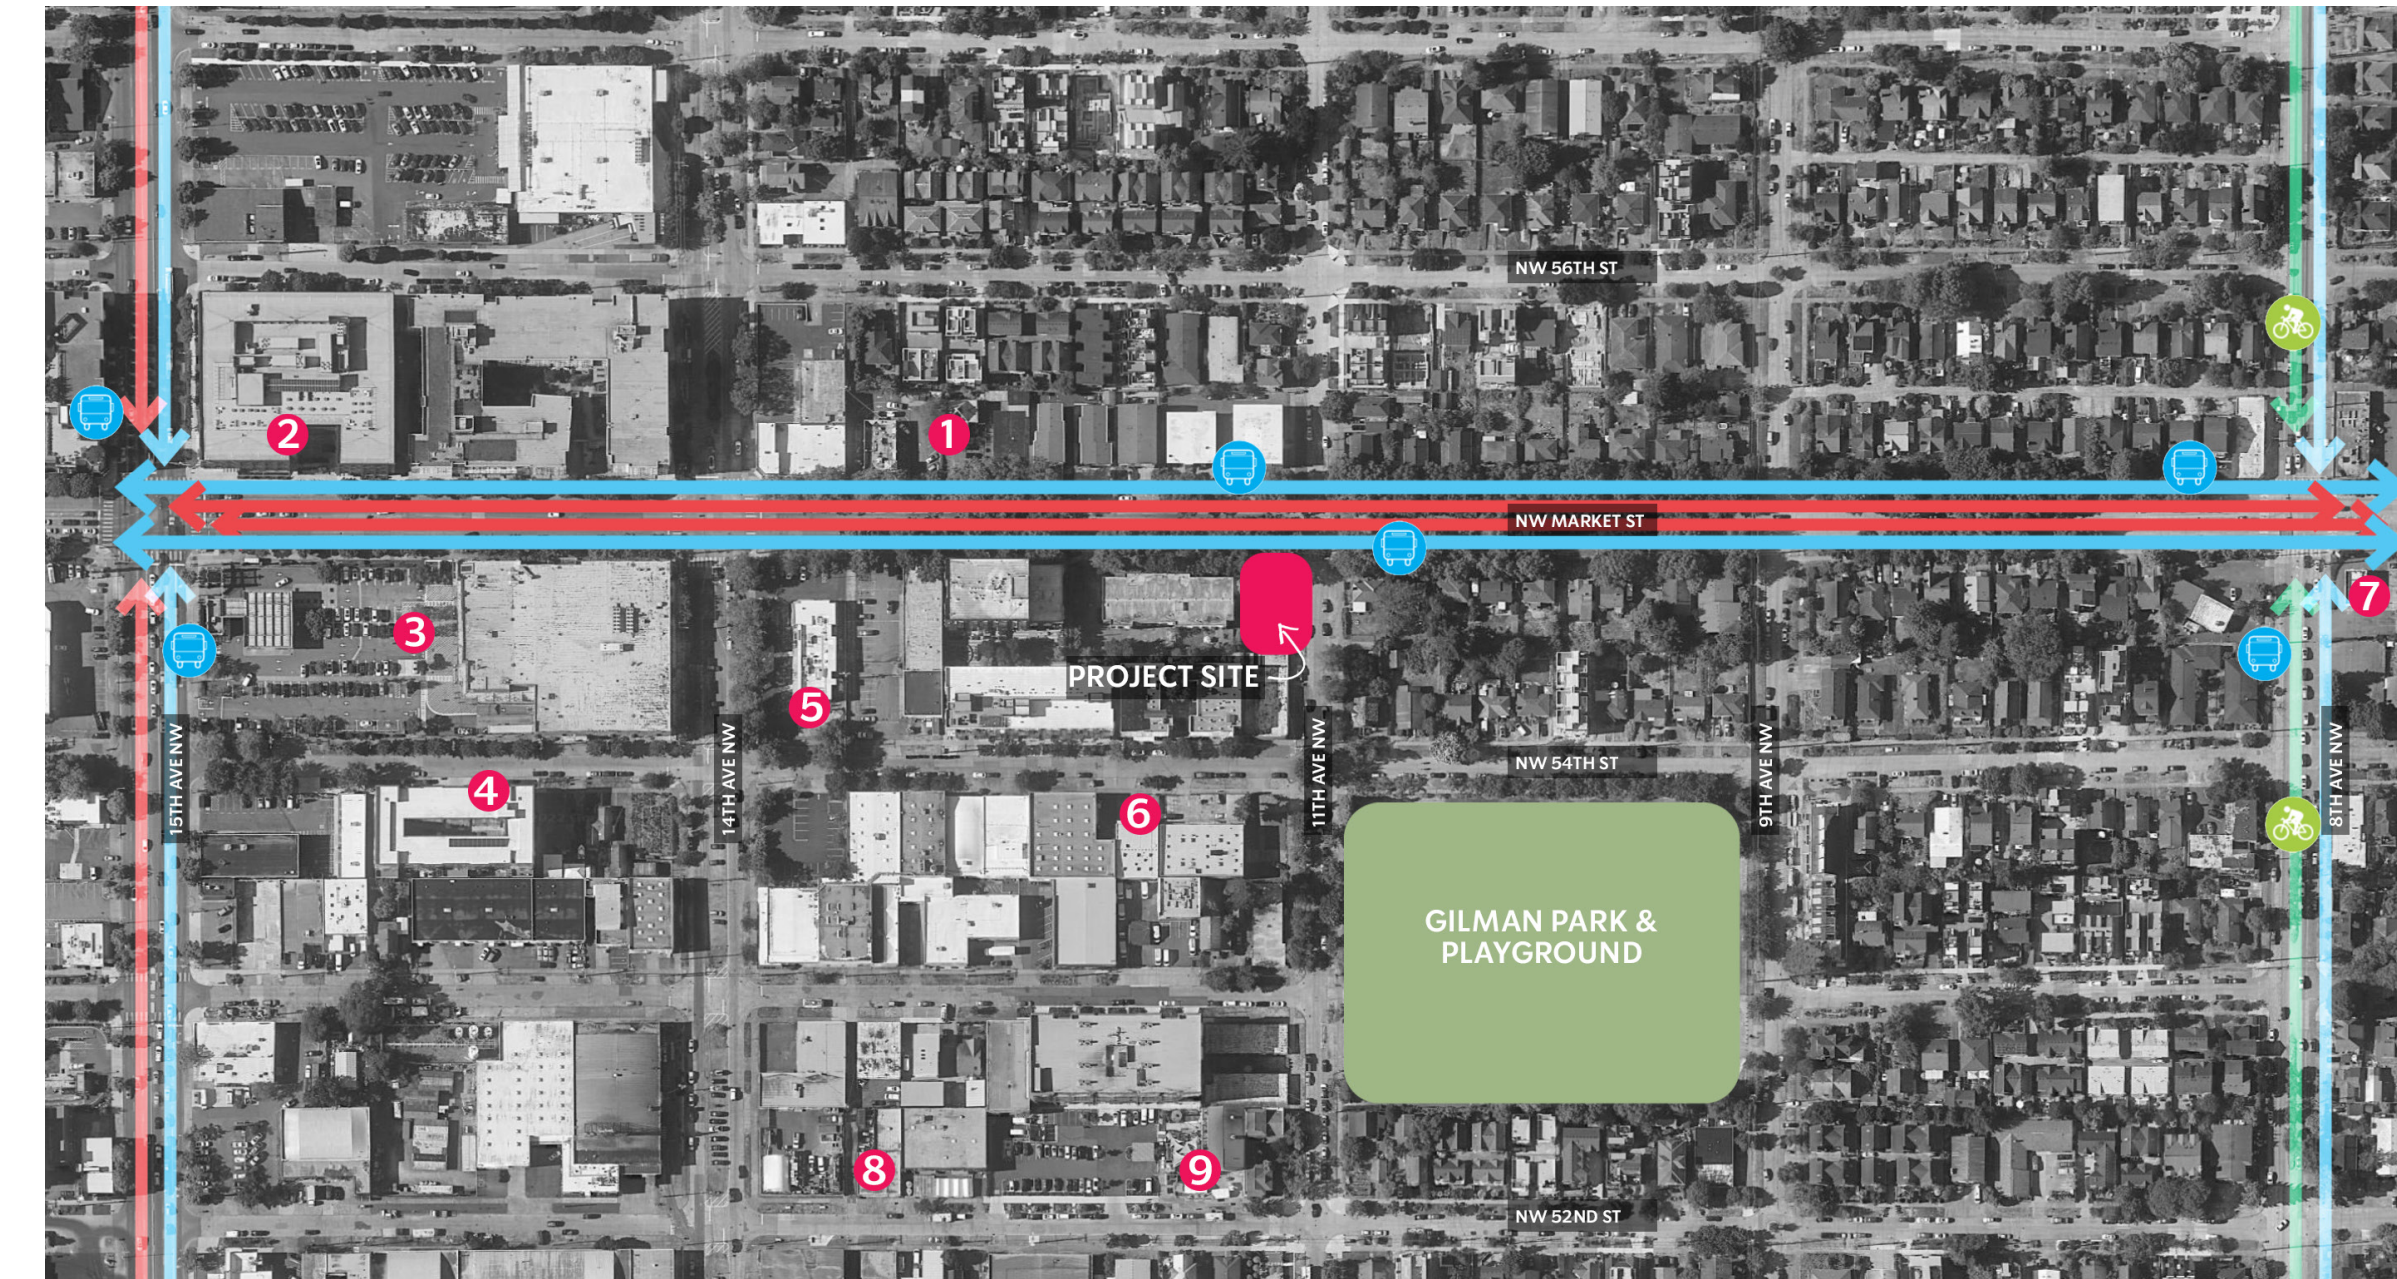 NW 56TH ST
2
1
NW MARKET ST
7
3
PROJECT SITE
5
15TH AVE NW
14TH AVE NW
11TH AVE NW
9TH AVE NW
8TH AVE NW
NW 54TH ST
4
6
GILMAN PARK &
PLAYGROUND
8
9
NW 52ND ST